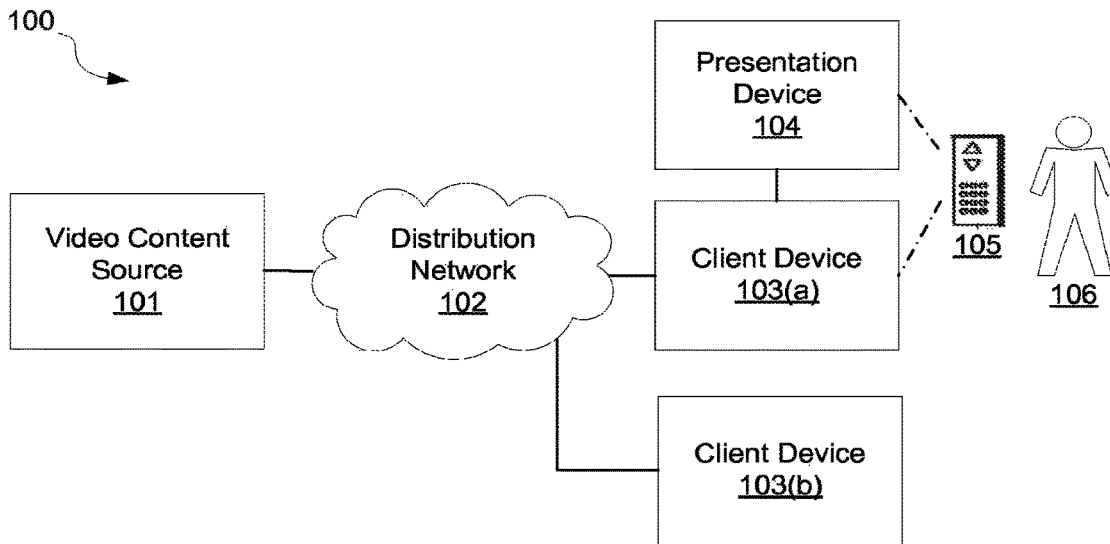 100
Presentation
Device
104
105
106
Video Content
Source
101
Distribution
Network
102
Client Device
103(a)
Client Device
103(b)